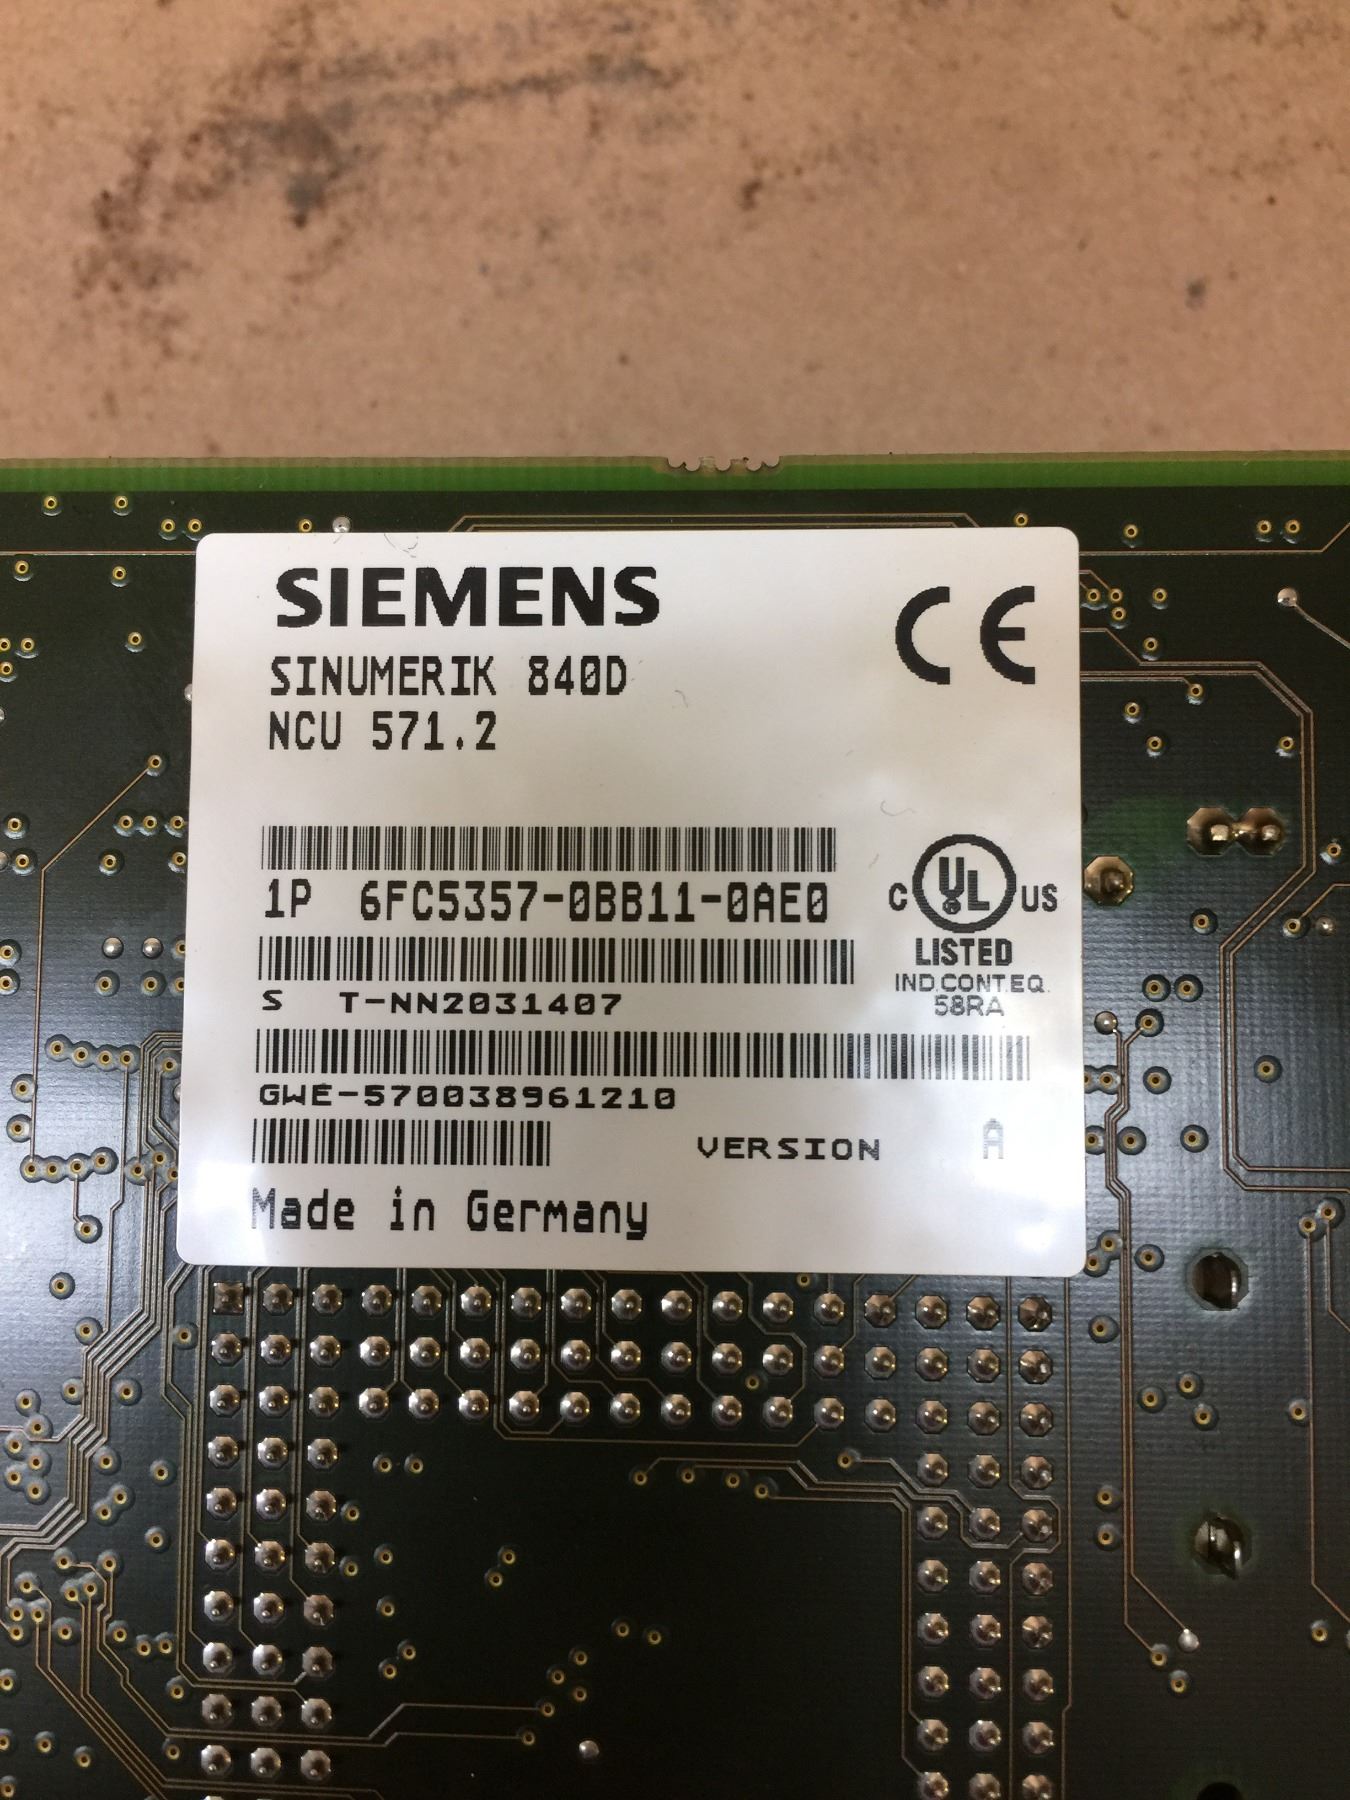 SIEMENS
CE
SINUMERIK 840D
NCU 571.2
1P 6FC5357-0BB11-0AE0
C UL US
LISTED
IND.CONT.EQ.
58RA
S T-NN2031407
GWE-570038961210
VERSION A
Made in Germany